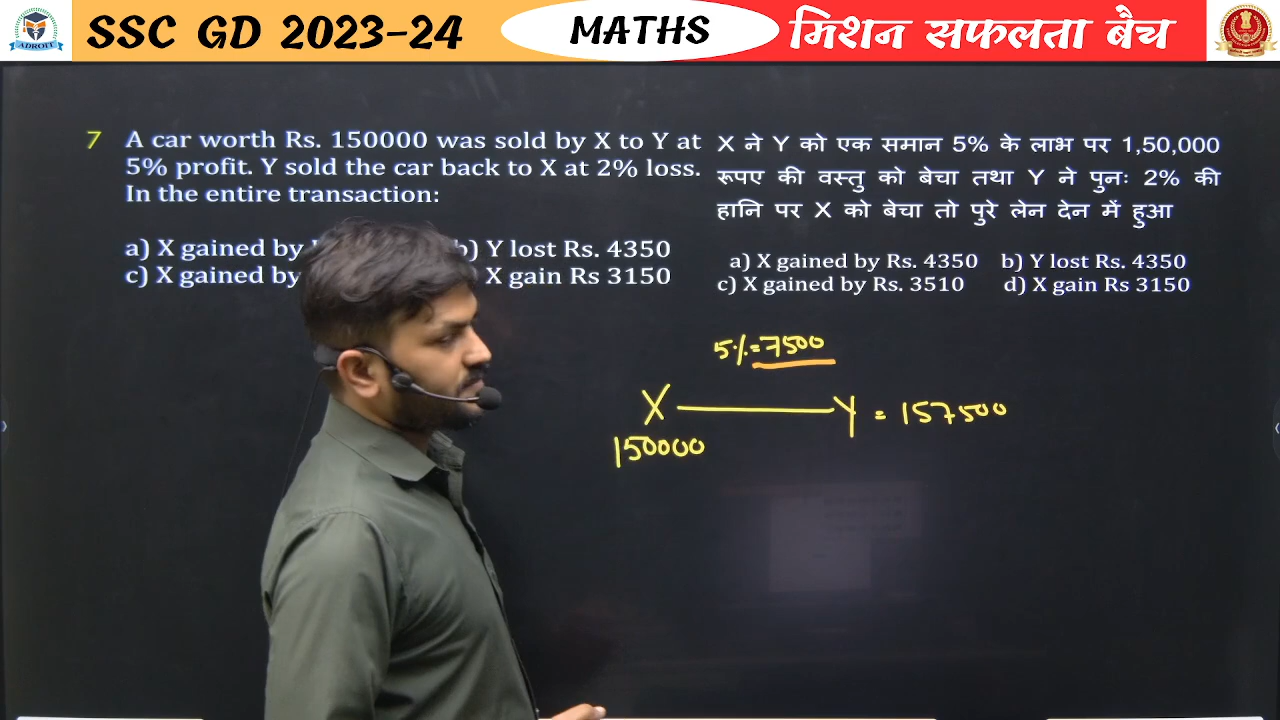 ADROIT
SSC GD 2023-24
MATHS
मिशन सफलता बैच
7 A car worth Rs. 150000 was sold by X to Y at
5% profit. Y sold the car back to X at 2% loss.
In the entire transaction:
a) X gained by b) Y lost Rs. 4350
c) X gained by X gain Rs 3150
X ने Y को एक समान 5% के लाभ पर 1,50,000
रूपए की वस्तु को बेचा तथा Y ने पुनः 2% की
हानि पर X को बेचा तो पुरे लेन देन में हुआ
a) X gained by Rs. 4350 b) Y lost Rs. 4350
c) X gained by Rs. 3510 d) X gain Rs 3150
5%=7500
X Y = 157500
150000